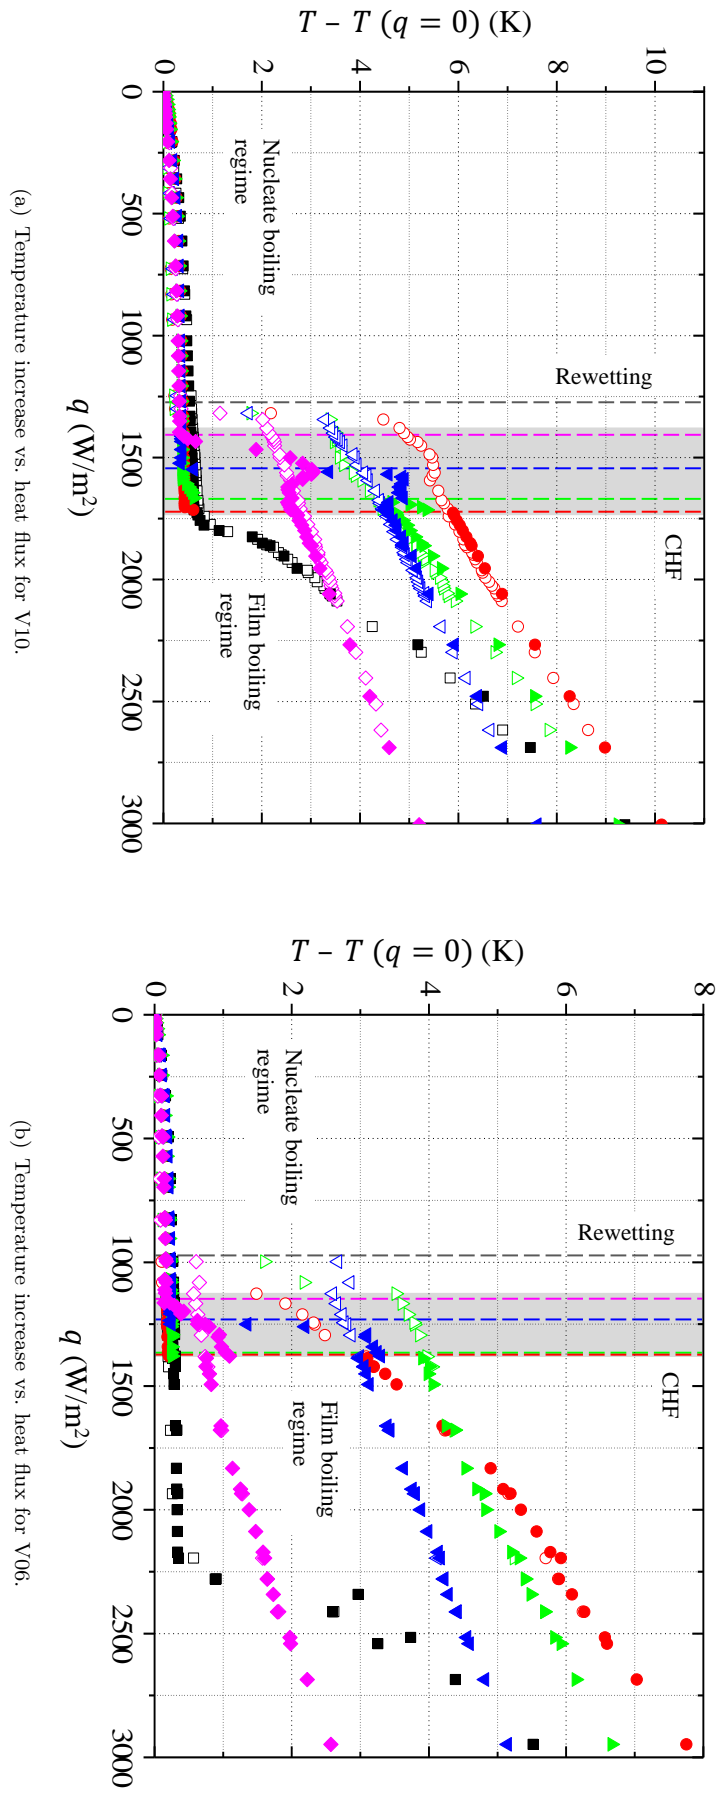 T – T (q = 0) (K)
0
2
4
6
8
10
0
500
1000
1500
2000
2500
3000
Nucleate boiling
regime
Rewetting
CHF
Film boiling
regime
q (W/m²)
(a) Temperature increase vs. heat flux for V10.
T – T (q = 0) (K)
0
2
4
6
8
0
500
1000
1500
2000
2500
3000
Nucleate boiling
regime
Rewetting
CHF
Film boiling
regime
q (W/m²)
(b) Temperature increase vs. heat flux for V06.